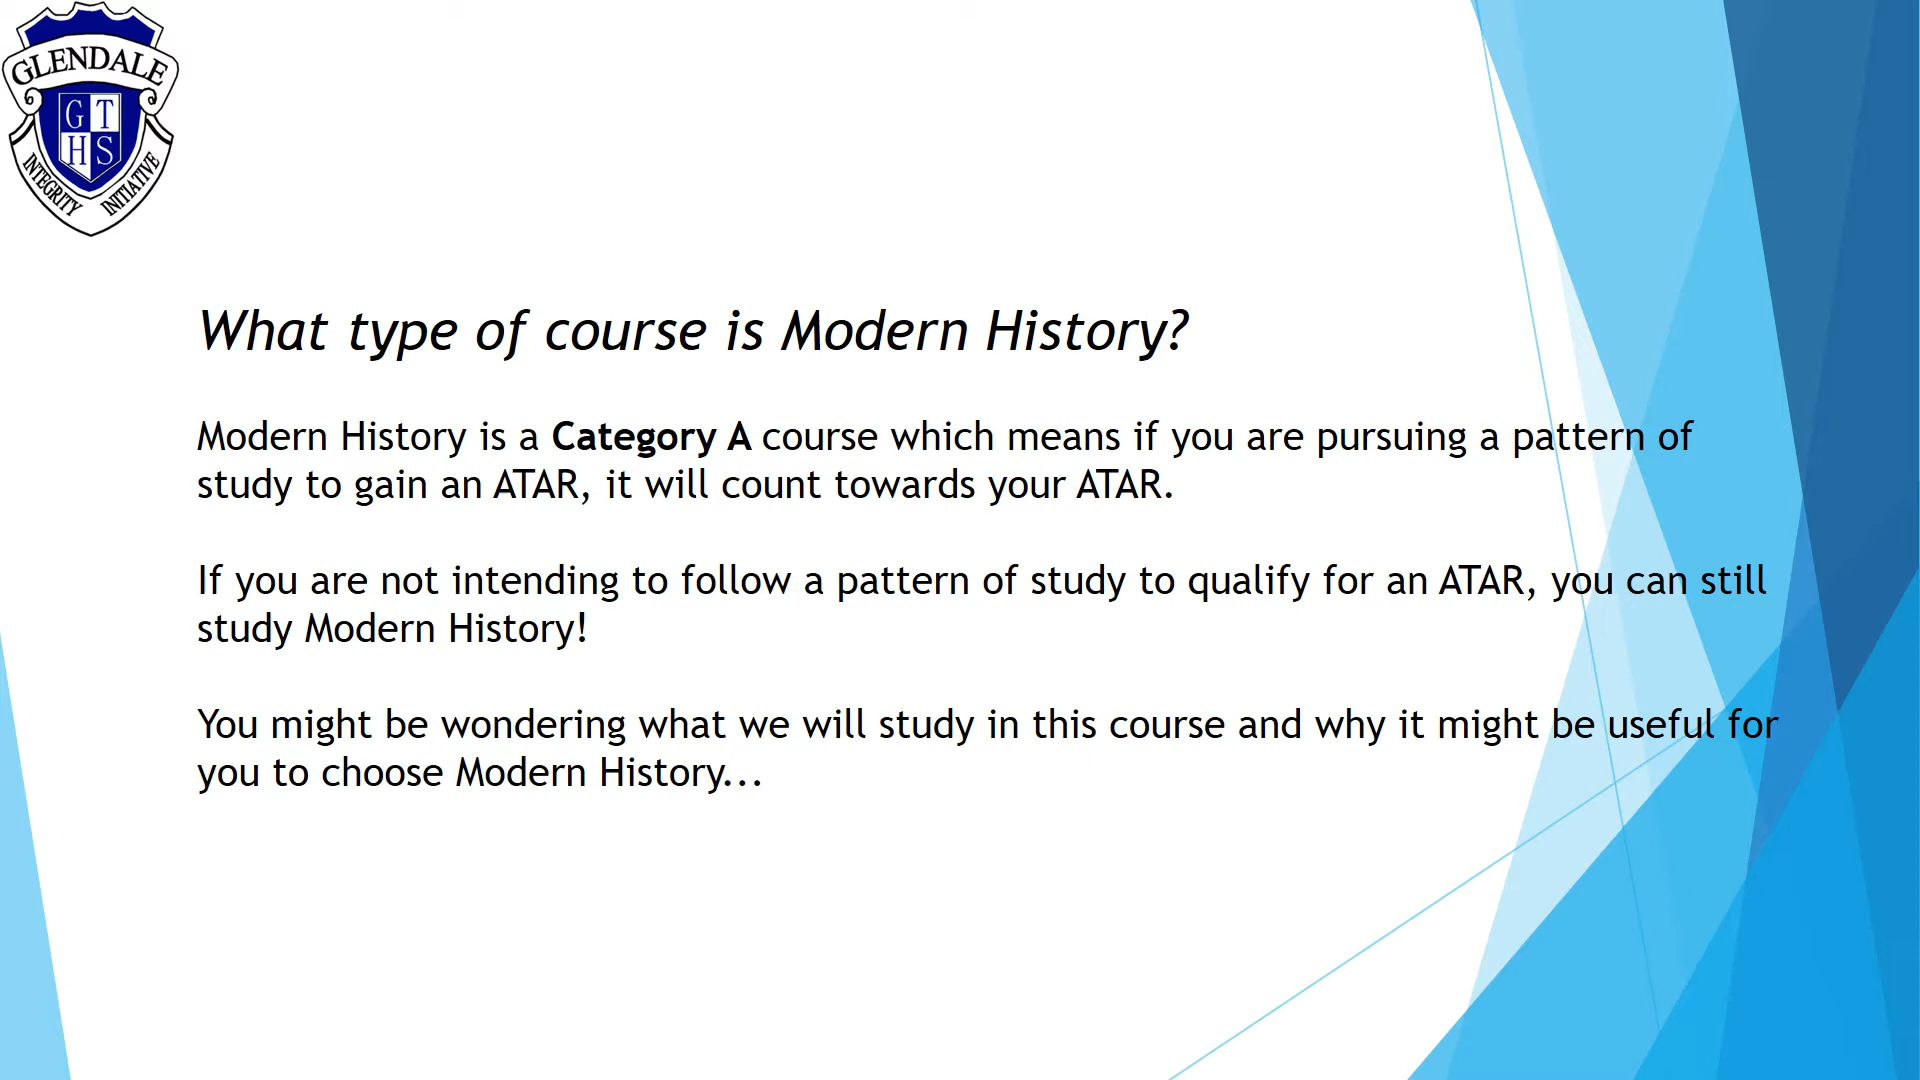 GLENDALE
G T
H S
INTEGRITY INITIATIVE
What type of course is Modern History?
Modern History is a Category A course which means if you are pursuing a pattern of
study to gain an ATAR, it will count towards your ATAR.
If you are not intending to follow a pattern of study to qualify for an ATAR, you can still
study Modern History!
You might be wondering what we will study in this course and why it might be useful for
you to choose Modern History...